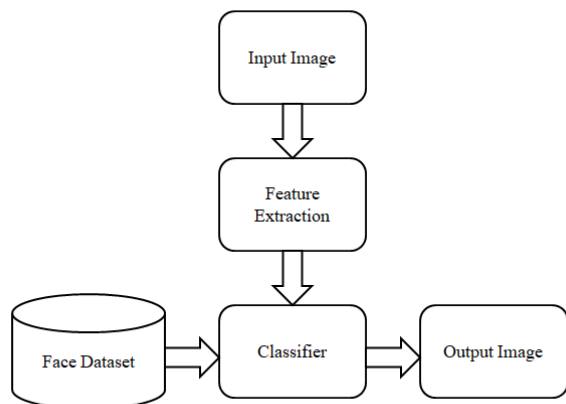 Input Image
Feature
Extraction
Face Dataset
Classifier
Output Image